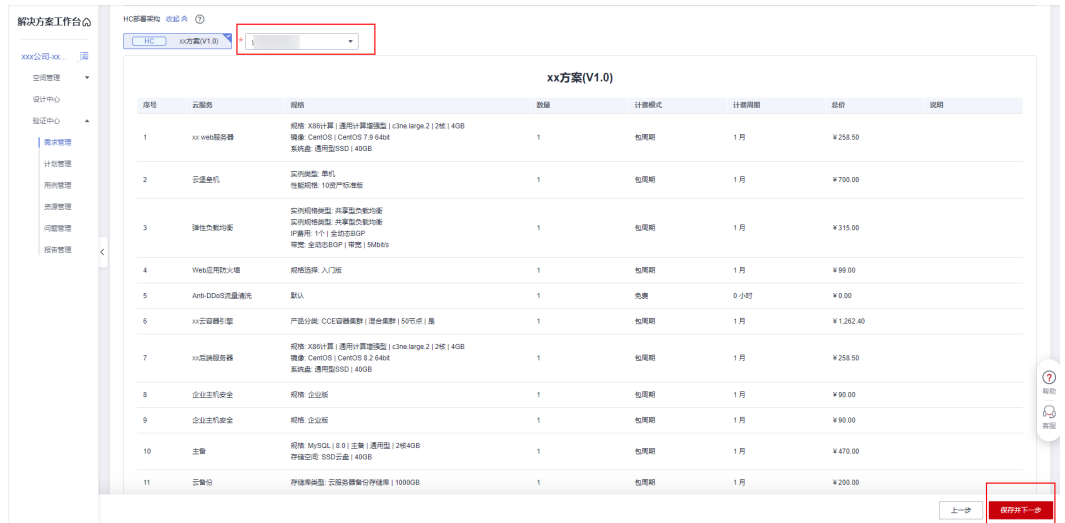 解决方案工作台
xxx公司-xx...
空间管理
设计中心
验证中心
需求管理
计划管理
用例管理
资源管理
问题管理
报告管理
HC部署架构 收起
HC xx方案(V1.0) *
xx方案(V1.0)
序号 云服务 规格 数量 计费模式 计费周期 总价 说明
1 xx web服务器 规格: X86计算 | 通用计算增强型 | c3ne.large.2 | 2核 | 4GB 1 包周期 1 月 ¥ 258.50
镜像: CentOS | CentOS 7.9 64bit
系统盘: 通用型SSD | 40GB
2 云堡垒机 实例类型: 单机 1 包周期 1 月 ¥ 700.00
性能规格: 10资产标准版
3 弹性负载均衡 实例规格类型: 共享型负载均衡 1 包周期 1 月 ¥ 315.00
实例规格类型: 共享型负载均衡
IP费用: 1个 | 全动态BGP
带宽: 全动态BGP | 带宽 | 5Mbit/s
4 Web应用防火墙 规格选择: 入门版 1 包周期 1 月 ¥ 99.00
5 Anti-DDoS流量清洗 默认 1 免费 0 小时 ¥ 0.00
6 xx云容器引擎 产品分类: CCE容器集群 | 混合集群 | 50节点 | 是 1 包周期 1 月 ¥ 1,262.40
7 xx后端服务器 规格: X86计算 | 通用计算增强型 | c3ne.large.2 | 2核 | 4GB 1 包周期 1 月 ¥ 258.50
镜像: CentOS | CentOS 8.2 64bit
系统盘: 通用型SSD | 40GB
8 企业主机安全 规格: 企业版 1 包周期 1 月 ¥ 90.00
9 企业主机安全 规格: 企业版 1 包周期 1 月 ¥ 90.00
10 主备 规格: MySQL | 8.0 | 主备 | 通用型 | 2核4GB 1 包周期 1 月 ¥ 470.00
存储空间: SSD云盘 | 40GB
11 云备份 存储库类型: 云服务器备份存储库 | 1000GB 1 包周期 1 月 ¥ 200.00
帮助
客服
上一步 保存并下一步